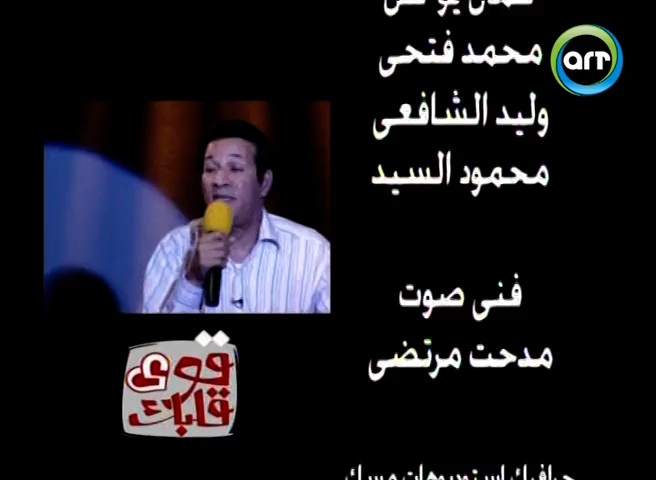 محمد فتحى
art
وليد الشافعى
محمود السيد
فنى صوت
مدحت مرتضى
قوى
قلبك